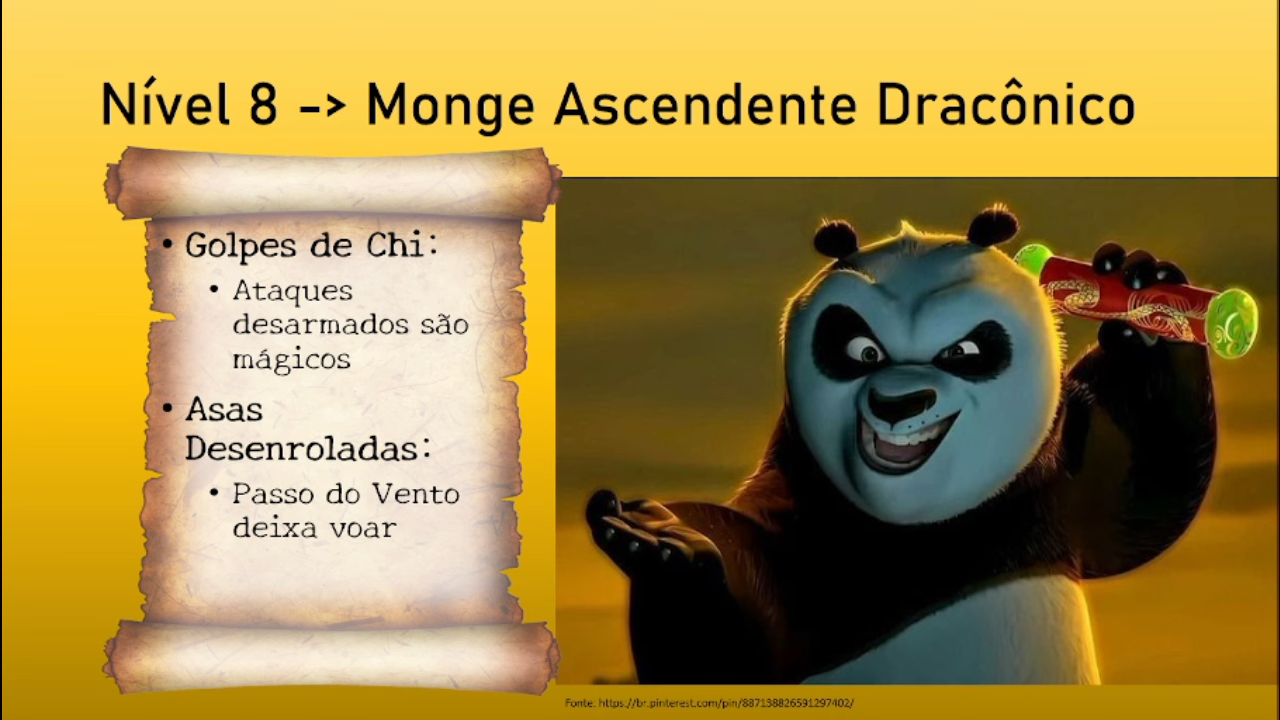 Nível 8 -> Monge Ascendente Dracônico
• Golpes de Chi:
• Ataques
desarmados são
mágicos
• Asas
Desenroladas:
• Passo do Vento
deixa voar
Fonte: https://br.pinterest.com/pin/887138826591297402/